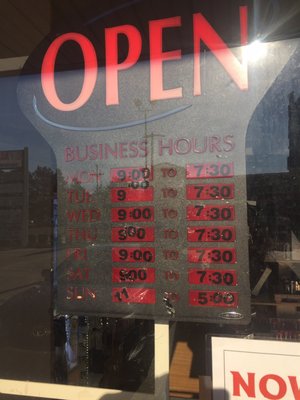 OPEN
BUSINESS HOURS
MON 9:00 TO 7:30
TUE 9:00 TO 7:30
WED 9:00 TO 7:30
THU 9:00 TO 7:30
FRI 9:00 TO 7:30
SAT 9:00 TO 7:30
SUN 11 TO 5:00
NOW